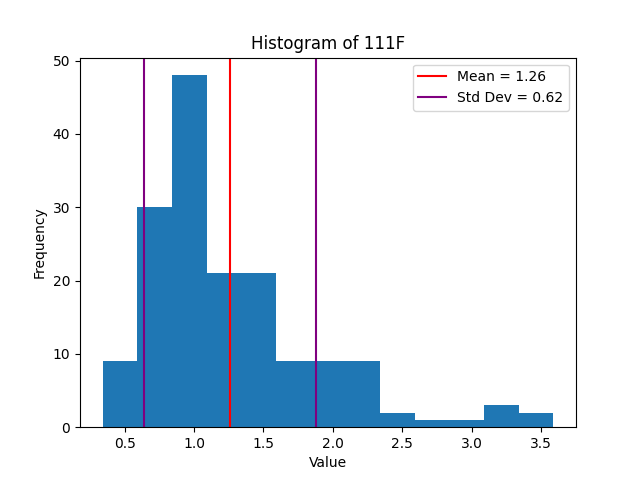 Histogram of 111F
Mean = 1.26
Std Dev = 0.62
Frequency
50
40
30
20
10
0
0.5 1.0 1.5 2.0 2.5 3.0 3.5
Value